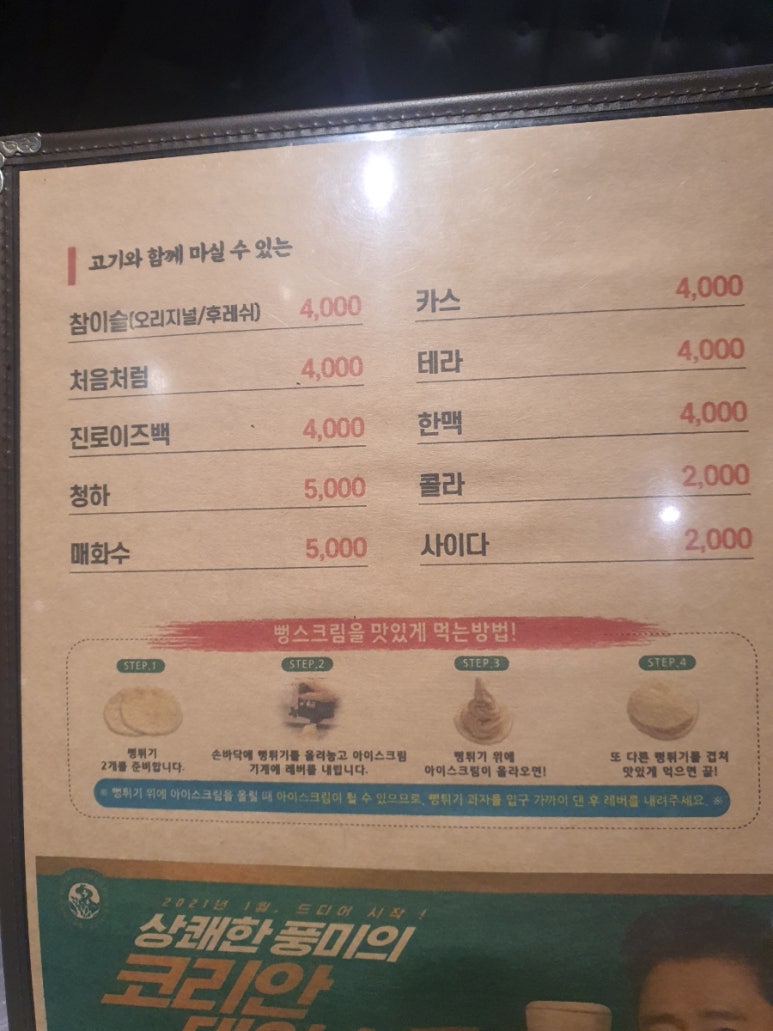 고기와 함께 마실 수 있는
참이슬(오리지널/후레쉬) 4,000
처음처럼 4,000
진로이즈백 4,000
청하 5,000
매화수 5,000
카스 4,000
테라 4,000
한맥 4,000
콜라 2,000
사이다 2,000
뻥스크림을 맛있게 먹는방법!
STEP.1
뻥튀기
2개를 준비합니다.
STEP.2
손바닥에 뻥튀기를 올려놓고 아이스크림
기계에 레버를 내립니다.
STEP.3
뻥튀기 위에
아이스크림이 올라오면!
STEP.4
또 다른 뻥튀기를 겹쳐
맛있게 먹으면 끝!
※ 뻥튀기 위에 아이스크림을 올릴 때 아이스크림이 튈 수 있으므로, 뻥튀기 과자를 입구 가까이 댄 후 레버를 내려주세요. ※
2021년 1월, 드디어 시작!
상쾌한 풍미의
코리안